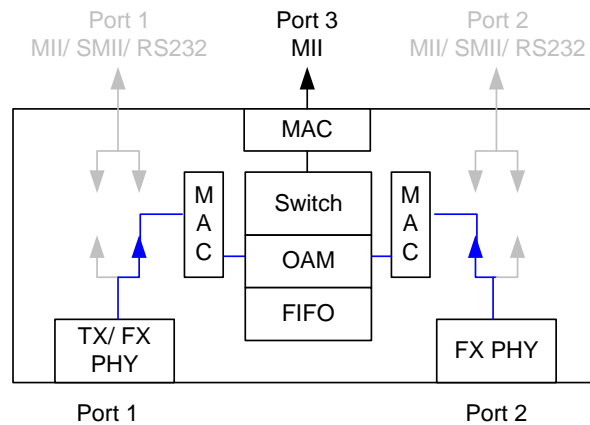 Port 1
MII/ SMII/ RS232
Port 3
MII
Port 2
MII/ SMII/ RS232
MAC
M
A
C
Switch
OAM
FIFO
M
A
C
TX/ FX
PHY
FX PHY
Port 1
Port 2